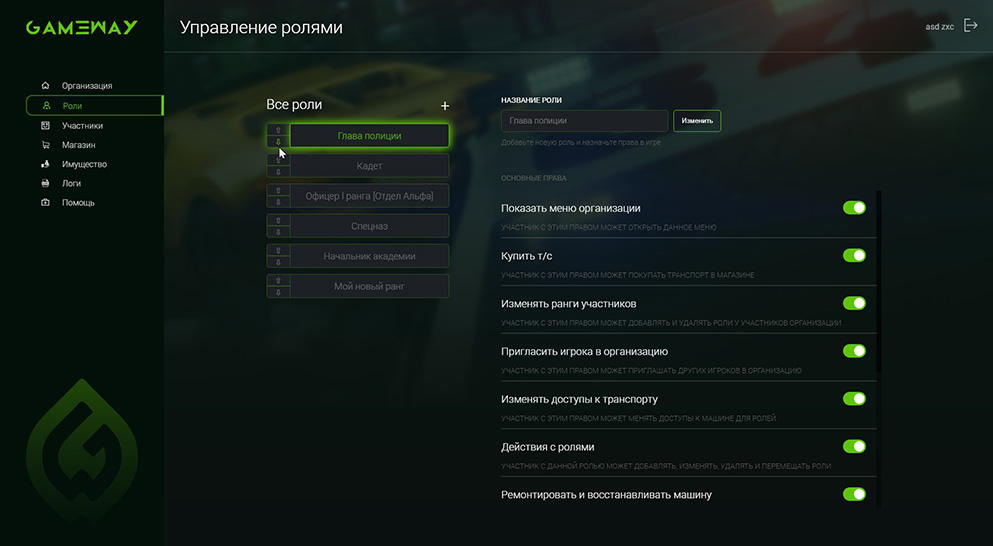 GAMEWAY
Управление ролями
asd zxc
Организация
Роли
Участники
Магазин
Имущество
Логи
Помощь
Все роли
+
Глава полиции
Кадет
Офицер I ранга [Отдел Альфа]
Спецназ
Начальник академии
Мой новый ранг
НАЗВАНИЕ РОЛИ
Глава полиции
Изменить
Добавьте новую роль и назначьте права в игре
ОСНОВНЫЕ ПРАВА
Показать меню организации
УЧАСТНИК С ЭТИМ ПРАВОМ МОЖЕТ ОТКРЫТЬ ДАННОЕ МЕНЮ
Купить т/с
УЧАСТНИК С ЭТИМ ПРАВОМ МОЖЕТ ПОКУПАТЬ ТРАНСПОРТ В МАГАЗИНЕ
Изменять ранги участников
УЧАСТНИК С ЭТИМ ПРАВОМ МОЖЕТ ДОБАВЛЯТЬ И УДАЛЯТЬ РОЛИ У УЧАСТНИКОВ ОРГАНИЗАЦИИ
Пригласить игрока в организацию
УЧАСТНИК С ЭТИМ ПРАВОМ МОЖЕТ ПРИГЛАШАТЬ ДРУГИХ ИГРОКОВ В ОРГАНИЗАЦИЮ
Изменять доступы к транспорту
УЧАСТНИК С ЭТИМ ПРАВОМ МОЖЕТ МЕНЯТЬ ДОСТУПЫ К МАШИНЕ ДЛЯ РОЛЕЙ
Действия с ролями
УЧАСТНИК С ДАННОЙ РОЛЬЮ МОЖЕТ ДОБАВЛЯТЬ, ИЗМЕНЯТЬ, УДАЛЯТЬ И ПЕРЕМЕЩАТЬ РОЛИ
Ремонтировать и восстанавливать машину